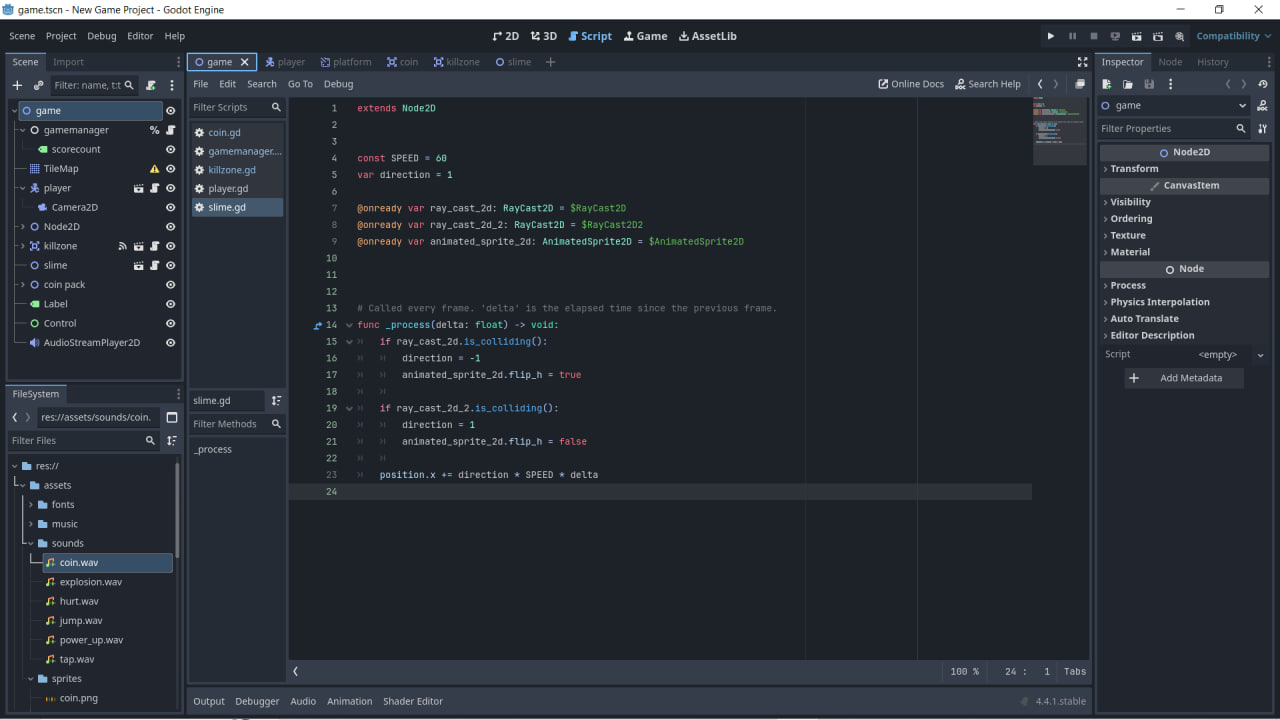 game.tscn - New Game Project - Godot Engine
Scene Project Debug Editor Help
2D 3D Script Game AssetLib
Compatibility
Scene Import
Filter: name, t:t
game
gamemanager %
scorecount
TileMap
player
Camera2D
Node2D
killzone
slime
coin pack
Label
Control
AudioStreamPlayer2D
FileSystem
res://assets/sounds/coin.
Filter Files
res://
assets
fonts
music
sounds
coin.wav
explosion.wav
hurt.wav
jump.wav
power_up.wav
tap.wav
sprites
coin.png
game player platform coin killzone slime
File Edit Search Go To Debug
Online Docs Search Help
Filter Scripts
coin.gd
gamemanager....
killzone.gd
player.gd
slime.gd
slime.gd
Filter Methods
_process
1 extends Node2D
2
3
4 const SPEED = 60
5 var direction = 1
6
7 @onready var ray_cast_2d: RayCast2D = $RayCast2D
8 @onready var ray_cast_2d_2: RayCast2D = $RayCast2D2
9 @onready var animated_sprite_2d: AnimatedSprite2D = $AnimatedSprite2D
10
11
12
13 # Called every frame. 'delta' is the elapsed time since the previous frame.
14 func _process(delta: float) -> void:
15 if ray_cast_2d.is_colliding():
16 direction = -1
17 animated_sprite_2d.flip_h = true
18
19 if ray_cast_2d_2.is_colliding():
20 direction = 1
21 animated_sprite_2d.flip_h = false
22
23 position.x += direction * SPEED * delta
24
100 % 24 : 1 Tabs
Output Debugger Audio Animation Shader Editor
4.4.1.stable
Inspector Node History
game
Filter Properties
Node2D
Transform
CanvasItem
Visibility
Ordering
Texture
Material
Node
Process
Physics Interpolation
Auto Translate
Editor Description
Script <empty>
Add Metadata